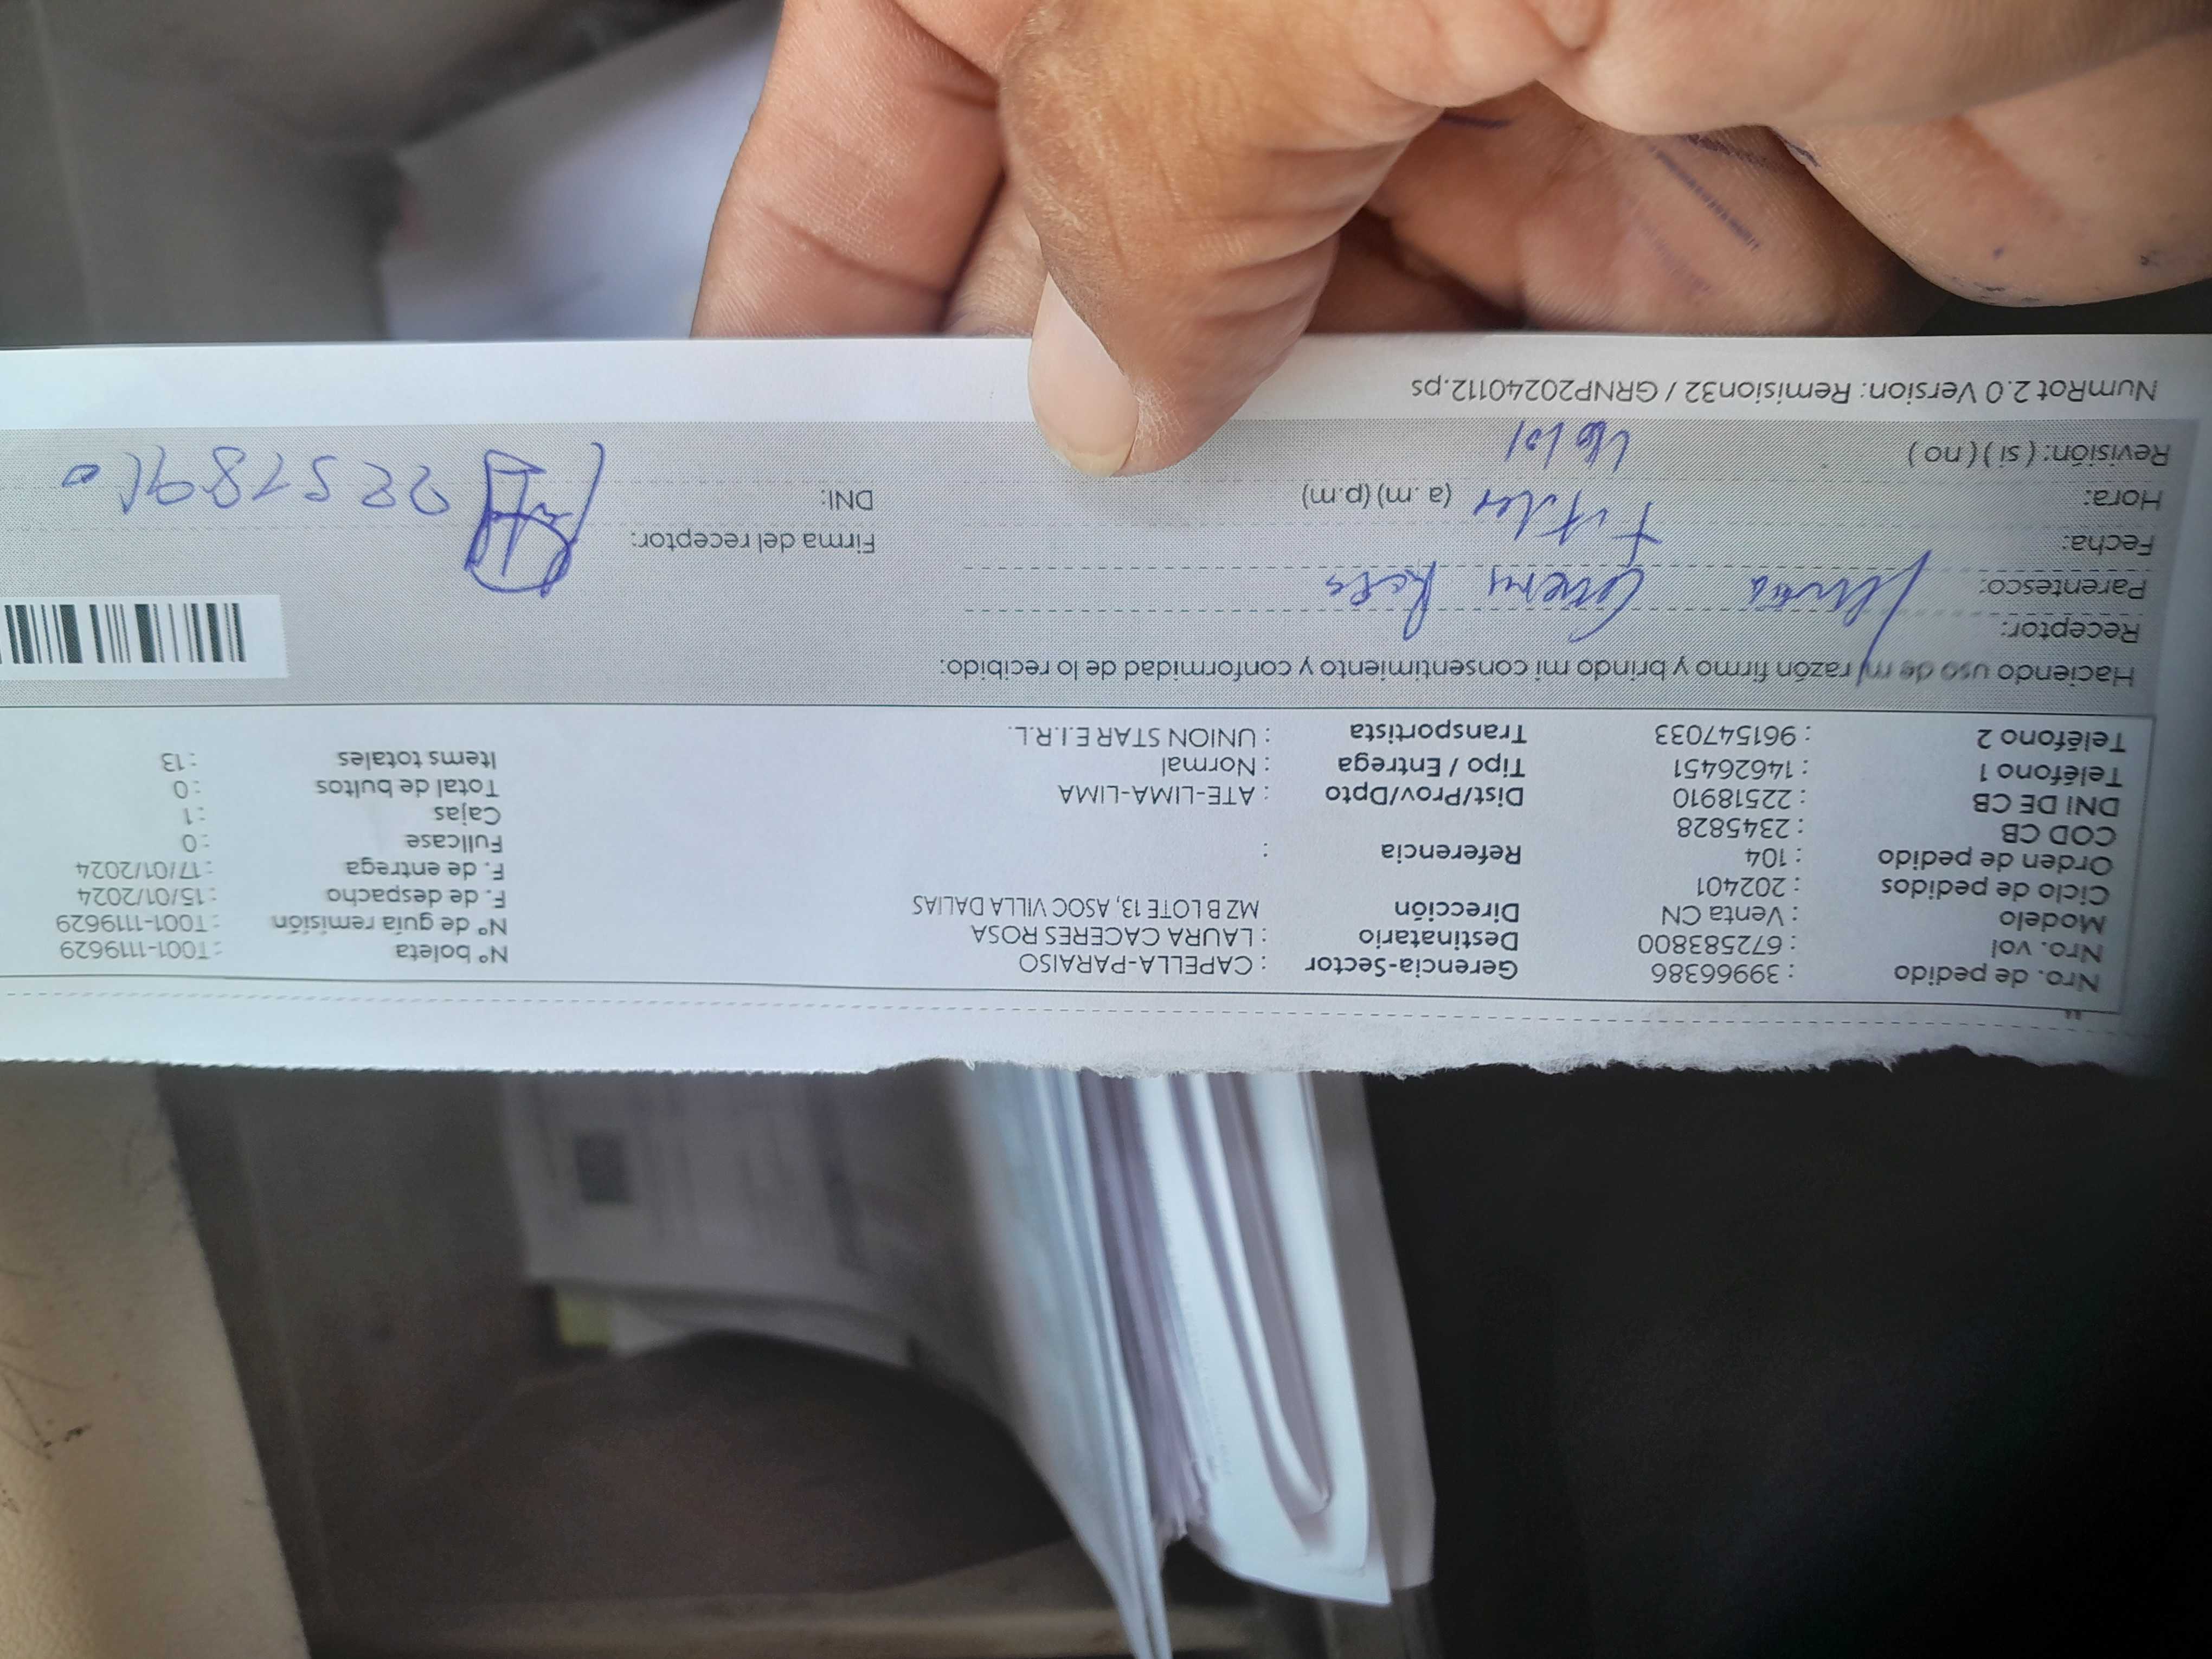 Nro. de pedido : 39966386 Gerencia-Sector : CAPELLA-PARAISO Nº boleta : T001-1119629
Nro. vol : 672583800 Destinatario : LAURA CACERES ROSA Nº de guía remisión : T001-1119629
Modelo : Venta CN Dirección MZ B LOTE 13, ASOC VILLA DALIAS F. de despacho : 15/01/2024
Ciclo de pedidos : 202401 F. de entrega : 17/01/2024
Orden de pedido : 104 Referencia : Fullcase : 0
COD CB : 2345828 Cajas : 1
DNI DE CB : 22518910 Dist/Prov/Dpto : ATE-LIMA-LIMA Total de bultos : 0
Teléfono 1 : 14626451 Tipo / Entrega : Normal Items totales : 13
Teléfono 2 : 961547033 Transportista : UNION STAR E.I.R.L.
Haciendo uso de mi razón firmo y brindo mi consentimiento y conformidad de lo recibido:
Receptor:
Parentesco:
Fecha: Firma del receptor:
Hora: (a.m) (p.m) DNI:
Revisión: ( si ) ( no )
NumRot 2.0 Version: Remision32 / GRNP20240112.ps